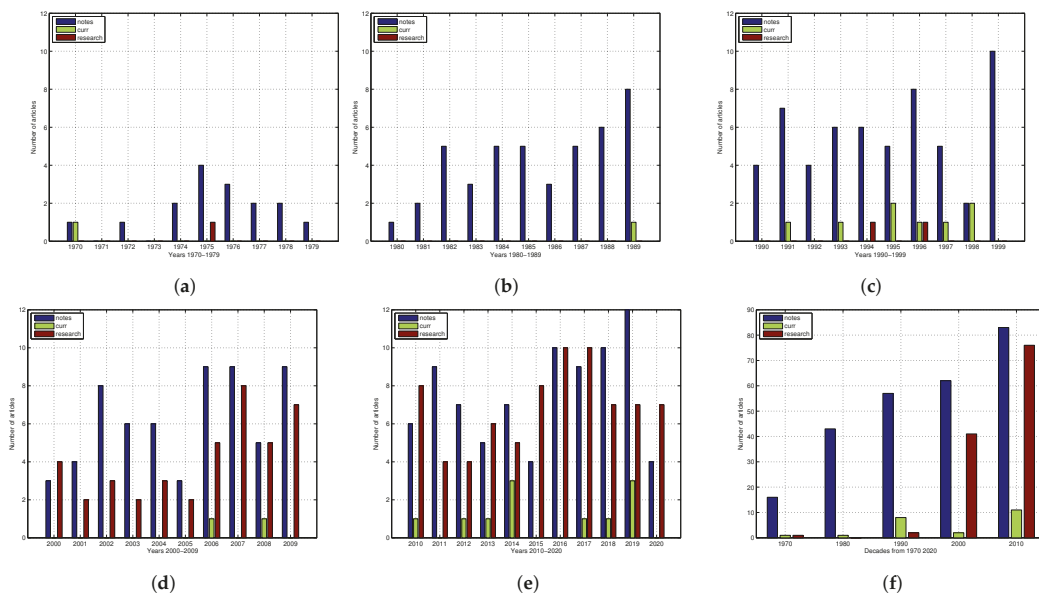 notes
curr
research
Number of articles
12
10
8
6
4
2
0
1970 1971 1972 1973 1974 1975 1976 1977 1978 1979
Years 1970–1979
(a)
notes
curr
research
Number of articles
12
10
8
6
4
2
0
1980 1981 1982 1983 1984 1985 1986 1987 1988 1989
Years 1980–1989
(b)
notes
curr
research
Number of articles
12
10
8
6
4
2
0
1990 1991 1992 1993 1994 1995 1996 1997 1998 1999
Years 1990–1999
(c)
notes
curr
research
Number of articles
12
10
8
6
4
2
0
2000 2001 2002 2003 2004 2005 2006 2007 2008 2009
Years 2000–2009
(d)
notes
curr
research
Number of articles
12
10
8
6
4
2
0
2010 2011 2012 2013 2014 2015 2016 2017 2018 2019 2020
Years 2010–2020
(e)
notes
curr
research
Number of articles
90
80
70
60
50
40
30
20
10
0
1970 1980 1990 2000 2010
Decades from 1970 2020
(f)